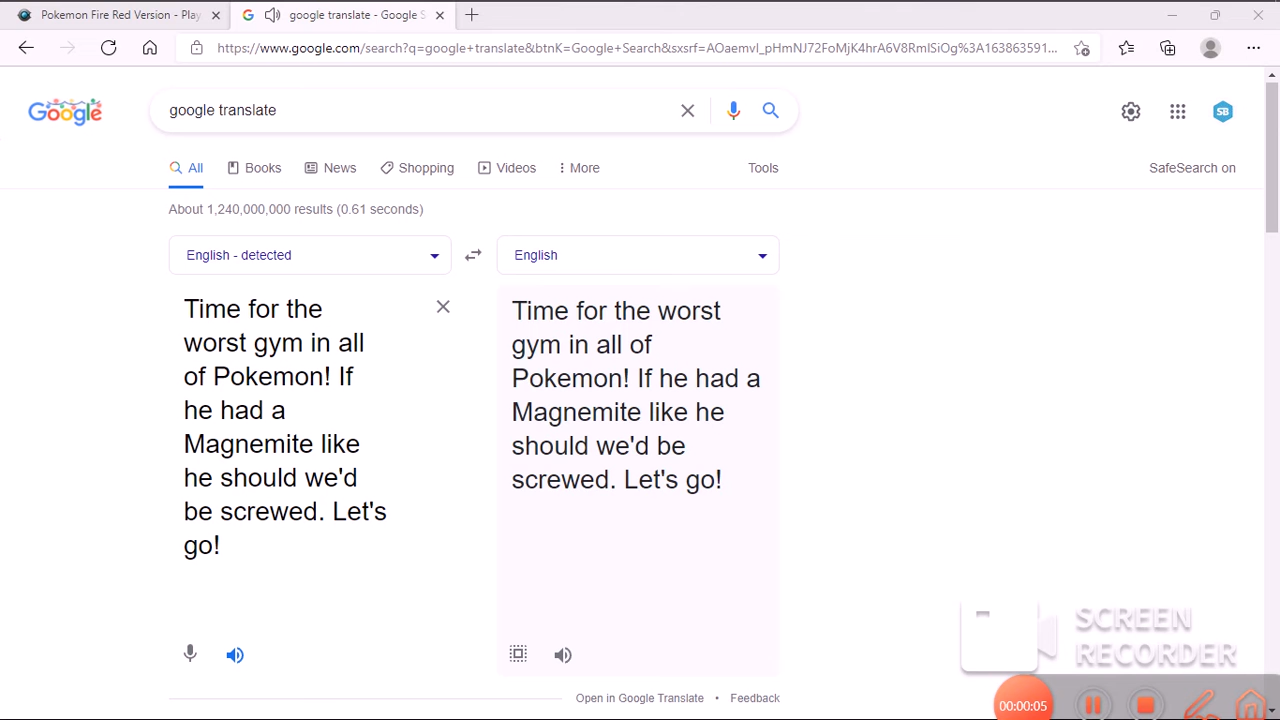 Pokemon Fire Red Version - Play
google translate - Google S
https://www.google.com/search?q=google+translate&btnK=Google+Search&sxsrf=AOaemvI_pHmNJ72FoMjK4hrA6V8RmISiOg%3A163863591...
Google
google translate
SB
All
Books
News
Shopping
Videos
More
Tools
SafeSearch on
About 1,240,000,000 results (0.61 seconds)
English - detected
English
Time for the
worst gym in all
of Pokemon! If
he had a
Magnemite like
he should we'd
be screwed. Let's
go!
Time for the worst
gym in all of
Pokemon! If he had a
Magnemite like he
should we'd be
screwed. Let's go!
Open in Google Translate • Feedback
SCREEN
RECORDER
00:00:05